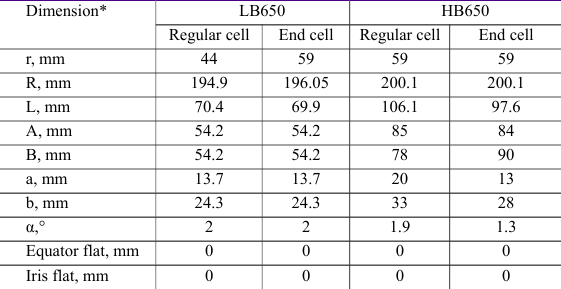 Dimension* LB650 HB650
Regular cell End cell Regular cell End cell
r, mm 44 59 59 59
R, mm 194.9 196.05 200.1 200.1
L, mm 70.4 69.9 106.1 97.6
A, mm 54.2 54.2 85 84
B, mm 54.2 54.2 78 90
a, mm 13.7 13.7 20 13
b, mm 24.3 24.3 33 28
α,° 2 2 1.9 1.3
Equator flat, mm 0 0 0 0
Iris flat, mm 0 0 0 0